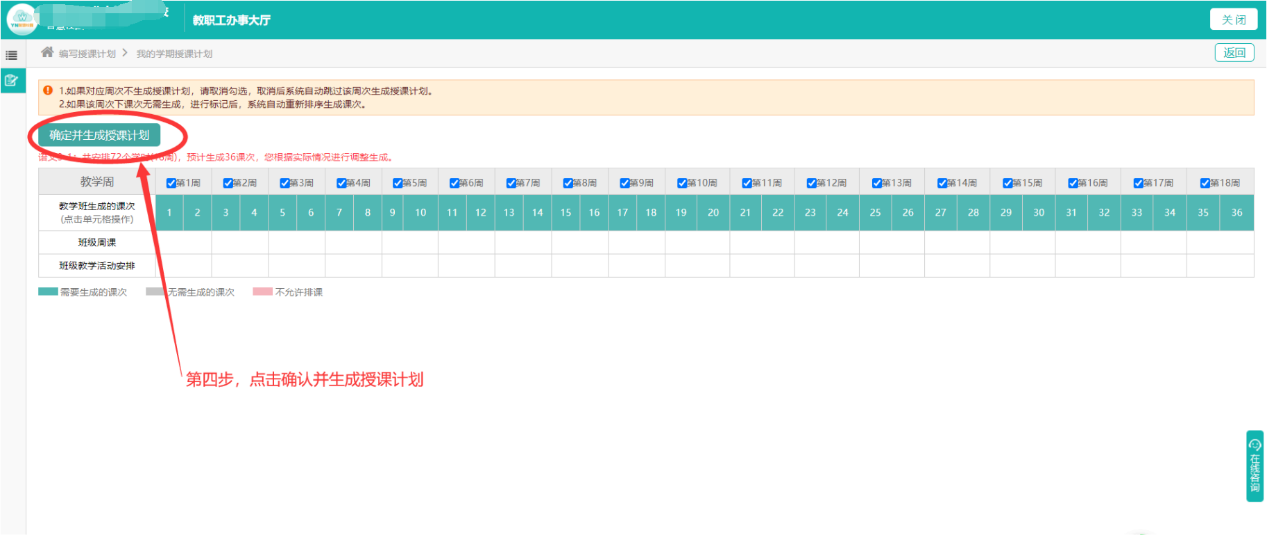 教职工办事大厅
关闭
编写授课计划 > 我的学期授课计划
返回
1.如果对应周次不生成授课计划，请取消勾选，取消后系统自动跳过该周次生成授课计划。
2.如果该周次下课次无需生成，进行标记后，系统自动重新排序生成课次。
确定并生成授课计划
共安排72个学时 周)，预计生成36课次，您根据实际情况进行调整生成。
教学周 第1周 第2周 第3周 第4周 第5周 第6周 第7周 第8周 第9周 第10周 第11周 第12周 第13周 第14周 第15周 第16周 第17周 第18周
教学班生成的课次 1 2 3 4 5 6 7 8 9 10 11 12 13 14 15 16 17 18 19 20 21 22 23 24 25 26 27 28 29 30 31 32 33 34 35 36
(点击单元格操作)
班级周课
班级教学活动安排
需要生成的课次 无需生成的课次 不允许排课
第四步，点击确认并生成授课计划
在线咨询